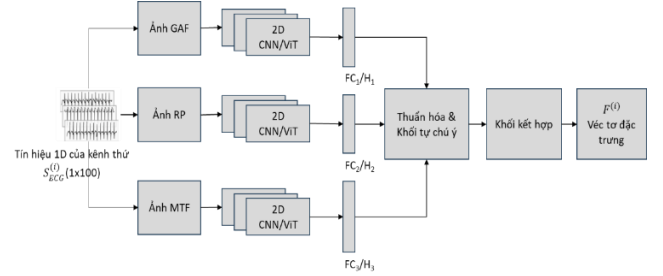 Ảnh GAF
2D
CNN/ViT
FC₁/H₁
Tín hiệu 1D của kênh thứ
S_ECG^(i) (1x100)
Ảnh RP
2D
CNN/ViT
FC₂/H₂
Thuẩn hóa &
Khối tự chú ý
Khối kết hợp
F^(i)
Véc tơ đặc
trưng
Ảnh MTF
2D
CNN/ViT
FC₃/H₃